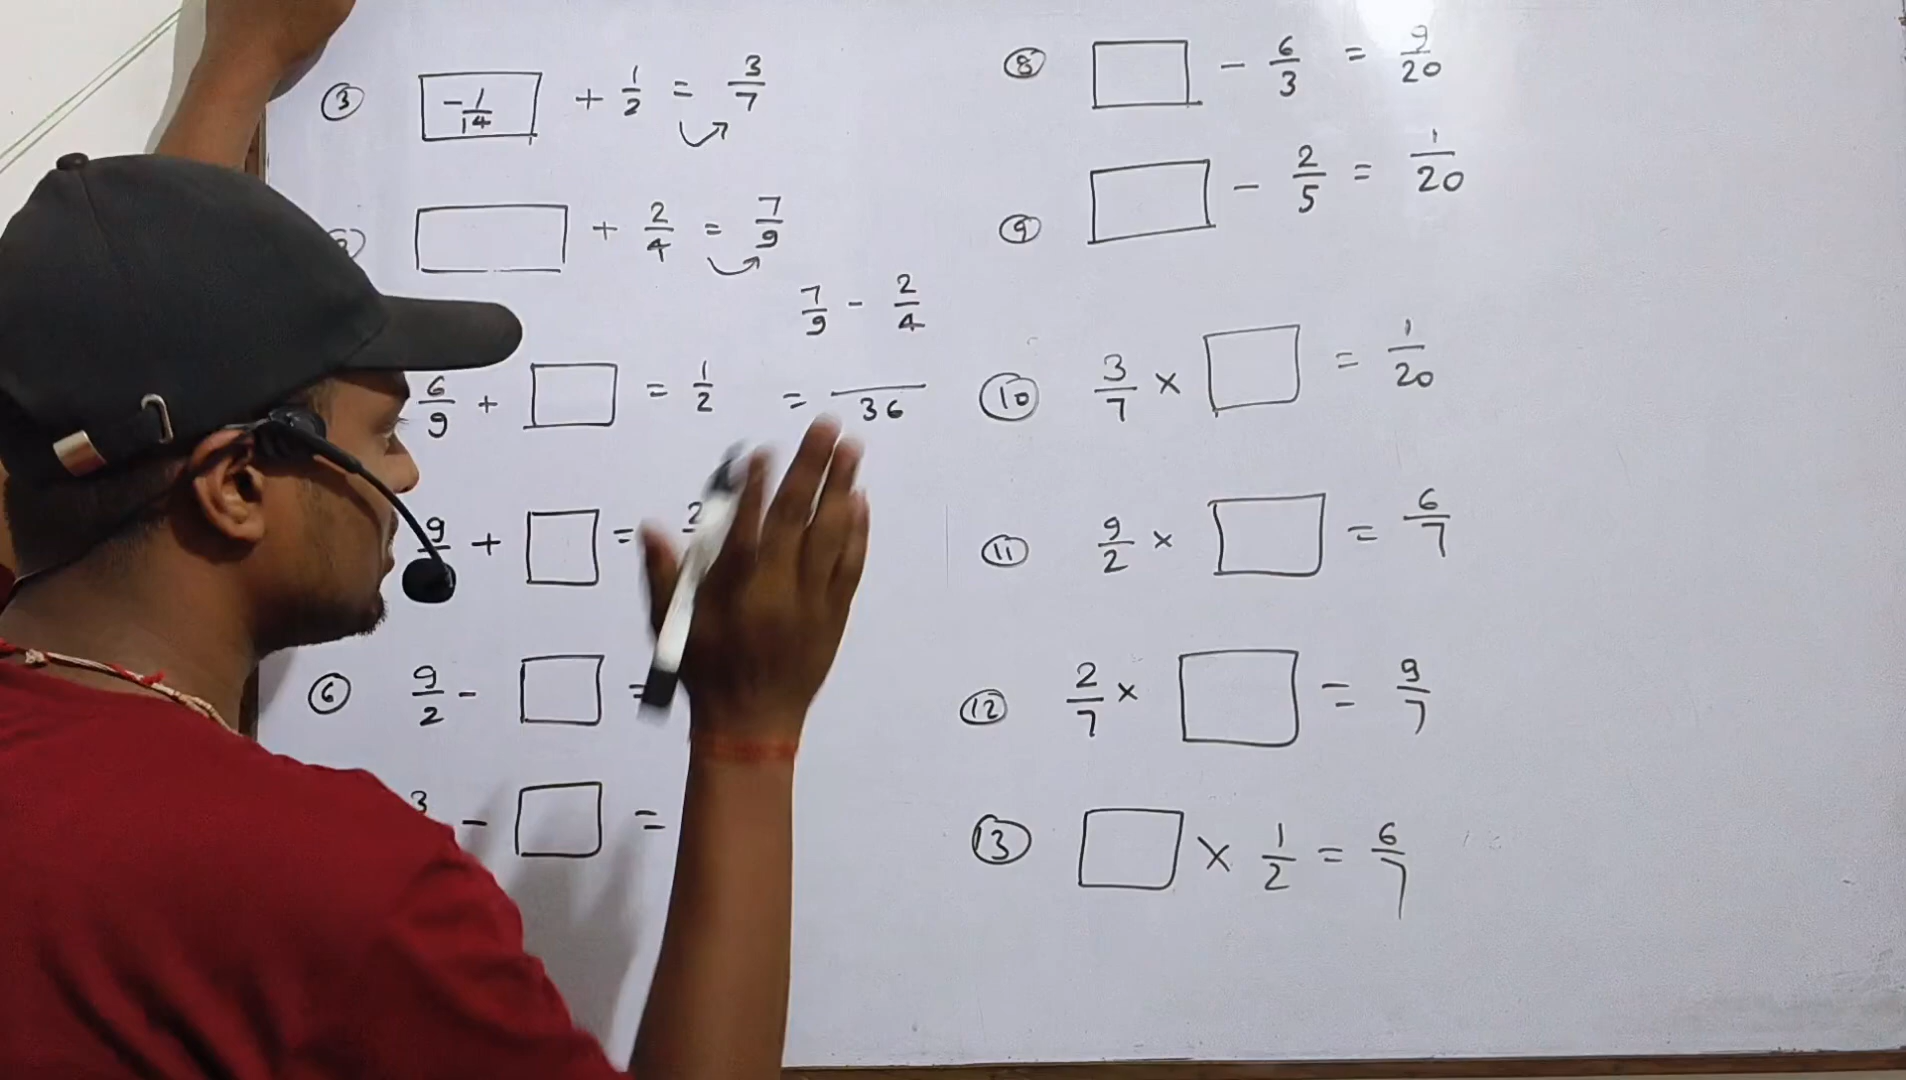 ③ -1/14 + 1/2 = 3/7
+ 2/4 = 7/9
7/9 - 2/4
= /36
6/9 + = 1/2
9 + = 2
⑥ 9/2 - =
3 - =
⑧ - 6/3 = 9/20
⑨ - 2/5 = 1/20
⑩ 3/7 × = 1/20
⑪ 9/2 × = 6/7
⑫ 2/7 × = 9/7
⑬ × 1/2 = 6/7